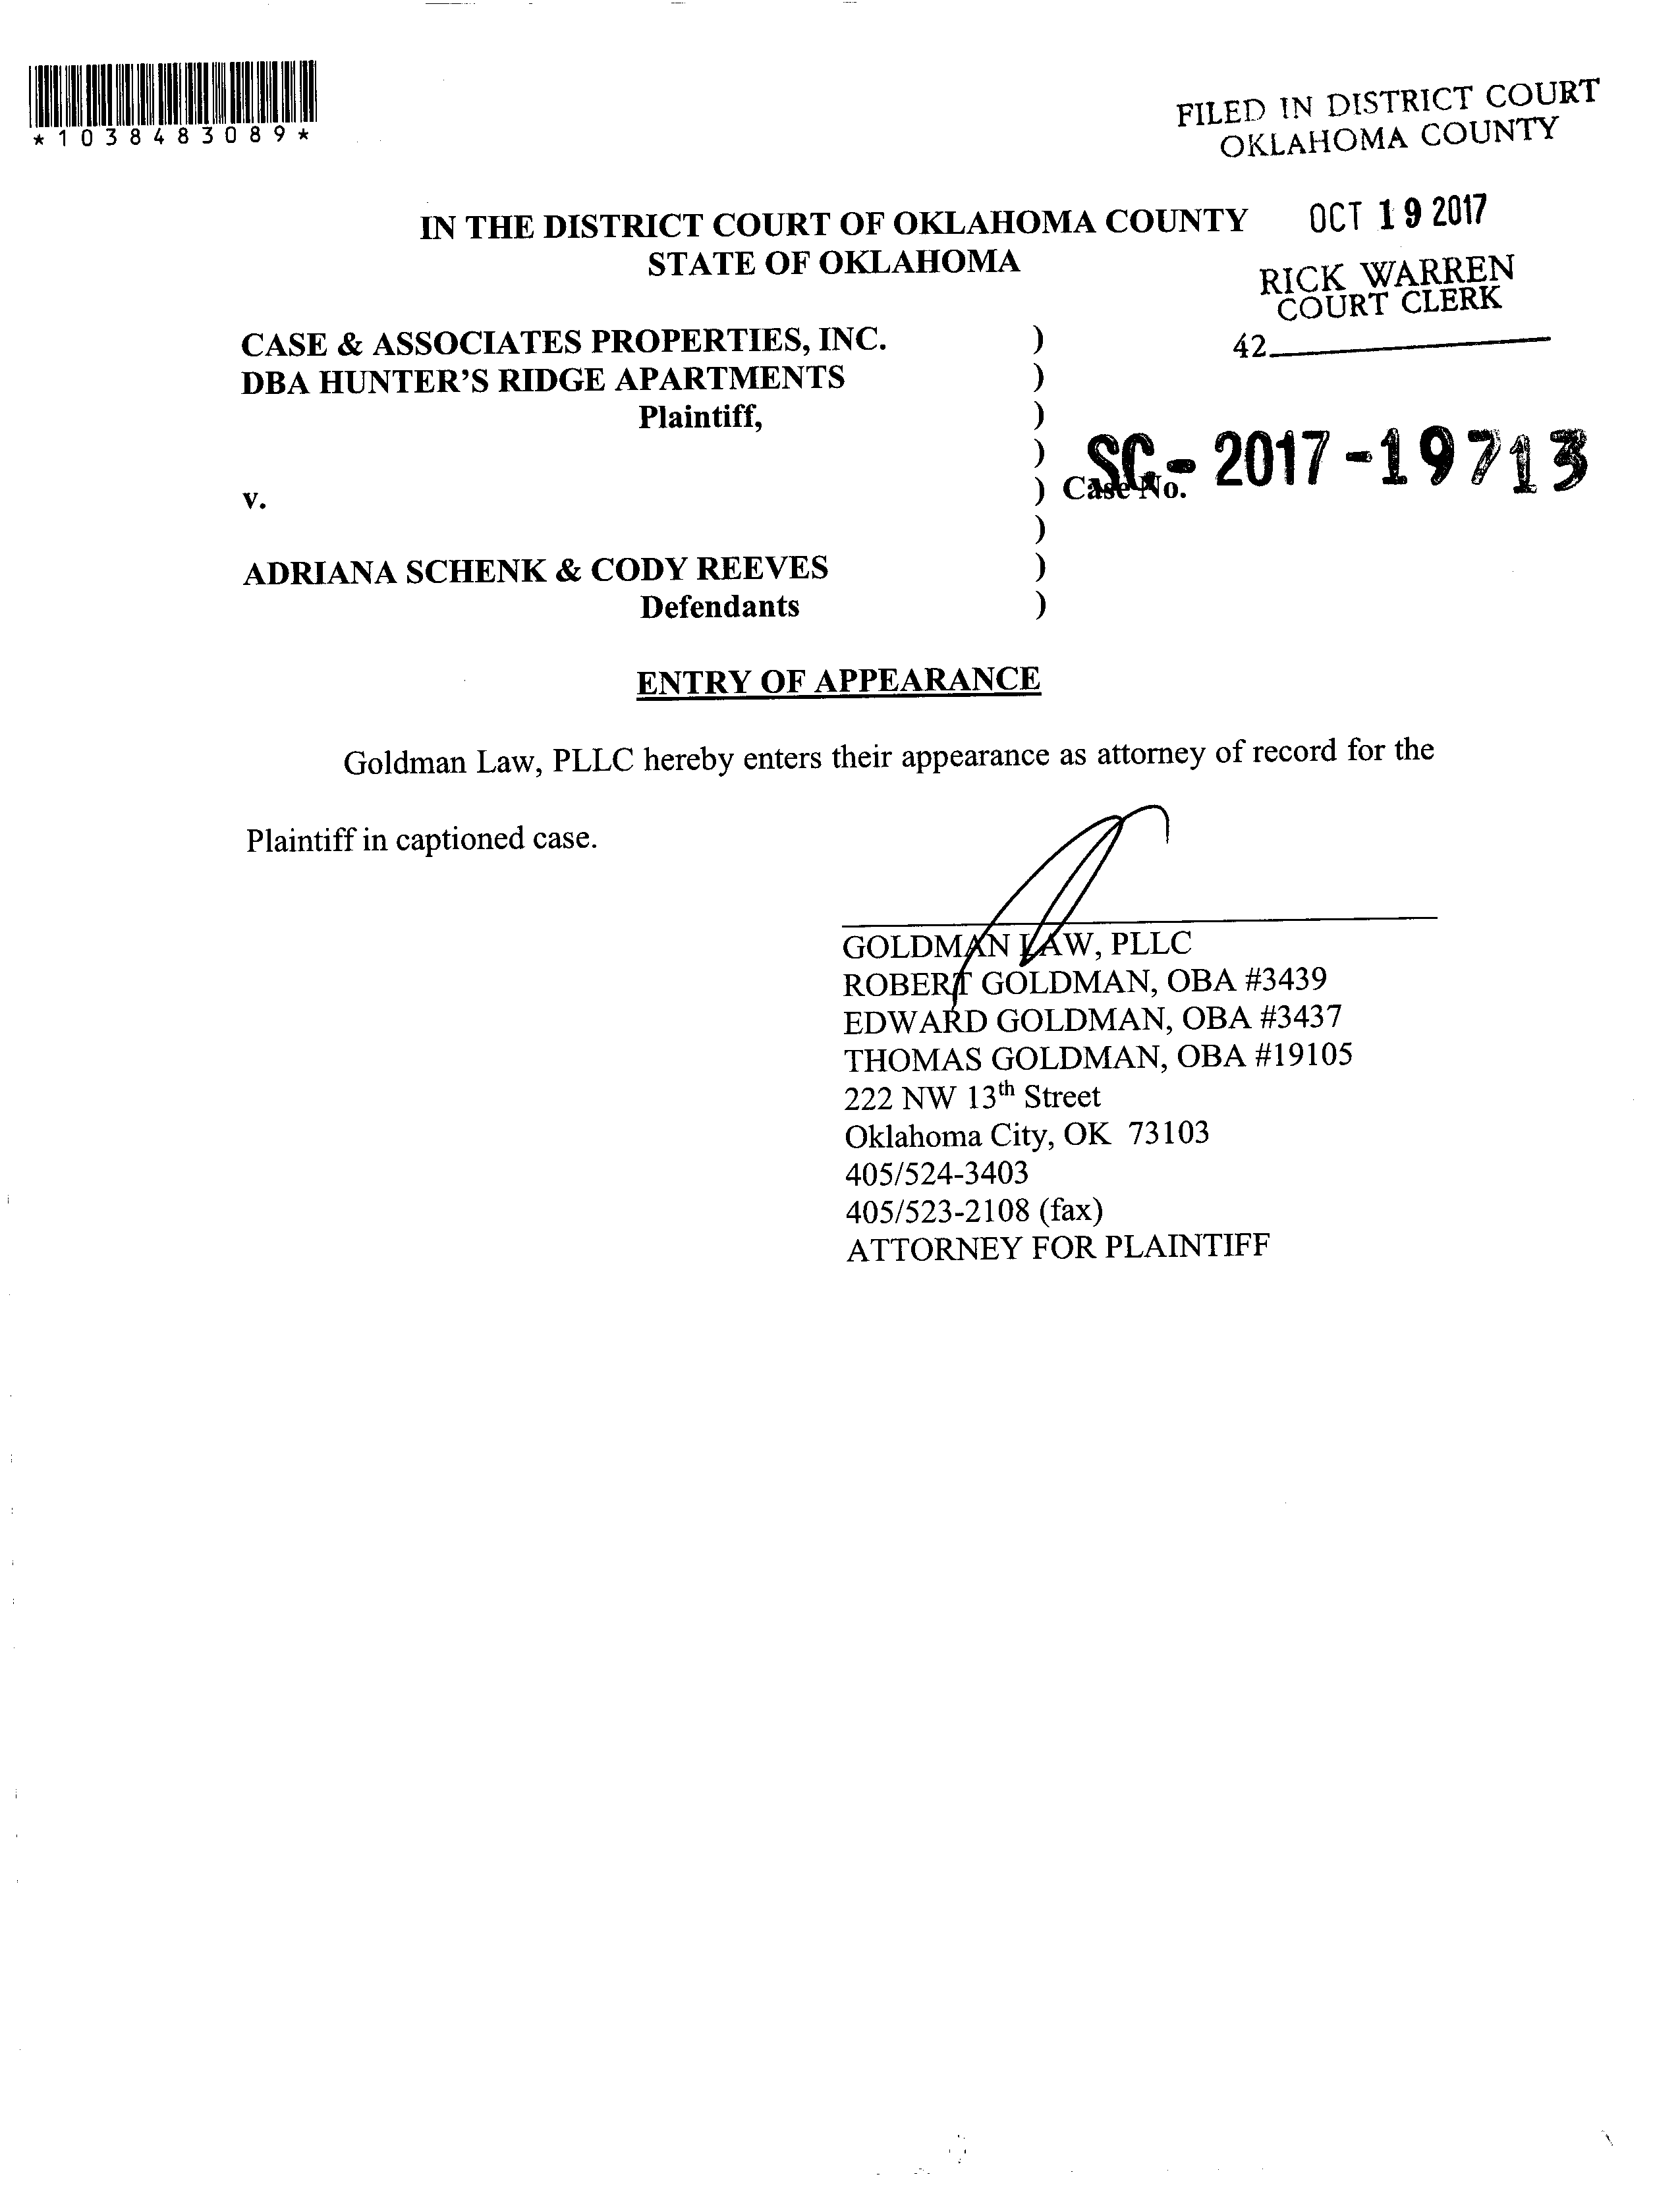 *1038483089*
FILED IN DISTRICT COURT
OKLAHOMA COUNTY
IN THE DISTRICT COURT OF OKLAHOMA COUNTY
STATE OF OKLAHOMA
OCT 19 2017
RICK WARREN
COURT CLERK
42
CASE & ASSOCIATES PROPERTIES, INC. )
DBA HUNTER'S RIDGE APARTMENTS )
Plaintiff, )
)
v. ) Case No. SC-2017-19713
)
ADRIANA SCHENK & CODY REEVES )
Defendants )
ENTRY OF APPEARANCE
Goldman Law, PLLC hereby enters their appearance as attorney of record for the
Plaintiff in captioned case.
GOLDMAN LAW, PLLC
ROBERT GOLDMAN, OBA #3439
EDWARD GOLDMAN, OBA #3437
THOMAS GOLDMAN, OBA #19105
222 NW 13th Street
Oklahoma City, OK 73103
405/524-3403
405/523-2108 (fax)
ATTORNEY FOR PLAINTIFF